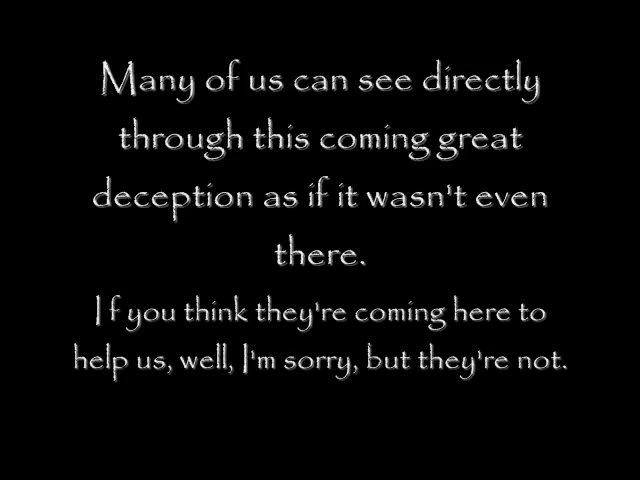 Many of us can see directly
through this coming great
deception as if it wasn't even
there.
If you think they're coming here to
help us, well, I'm sorry, but they're not.